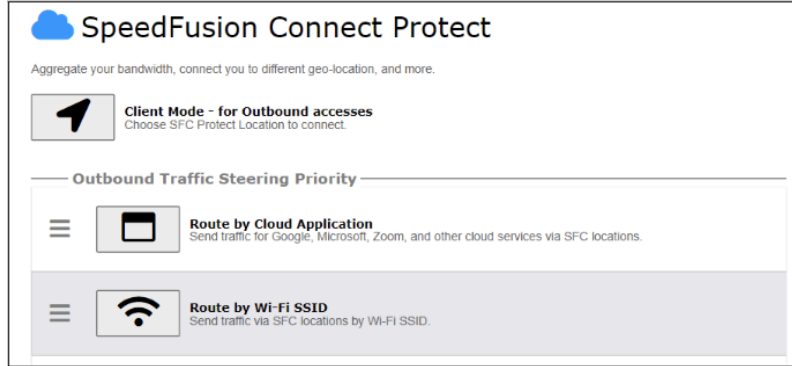 SpeedFusion Connect Protect
Aggregate your bandwidth, connect you to different geo-location, and more.
Client Mode - for Outbound accesses
Choose SFC Protect Location to connect.
Outbound Traffic Steering Priority
Route by Cloud Application
Send traffic for Google, Microsoft, Zoom, and other cloud services via SFC locations.
Route by Wi-Fi SSID
Send traffic via SFC locations by Wi-Fi SSID.